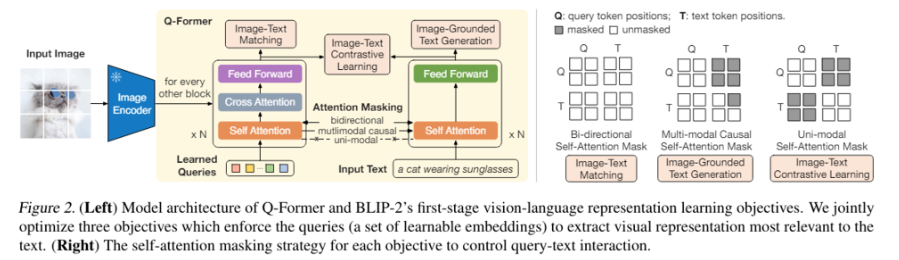 Q-Former
Input Image
Image
Encoder
for every
other block
Image-Text
Matching
Image-Text
Contrastive
Learning
Image-Grounded
Text Generation
Feed Forward
Cross Attention
Self Attention
x N
Learned
Queries
...
Attention Masking
bidirectional
mutlimodal causal
uni-modal
Feed Forward
Self Attention
x N
Input Text
a cat wearing sunglasses
Q: query token positions; T: text token positions.
masked unmasked
Q T
Q
T
Bi-directional
Self-Attention Mask
Image-Text
Matching
Q T
Q
T
Multi-modal Causal
Self-Attention Mask
Image-Grounded
Text Generation
Q T
Q
T
Uni-modal
Self-Attention Mask
Image-Text
Contrastive Learning
Figure 2. (Left) Model architecture of Q-Former and BLIP-2's first-stage vision-language representation learning objectives. We jointly
optimize three objectives which enforce the queries (a set of learnable embeddings) to extract visual representation most relevant to the
text. (Right) The self-attention masking strategy for each objective to control query-text interaction.